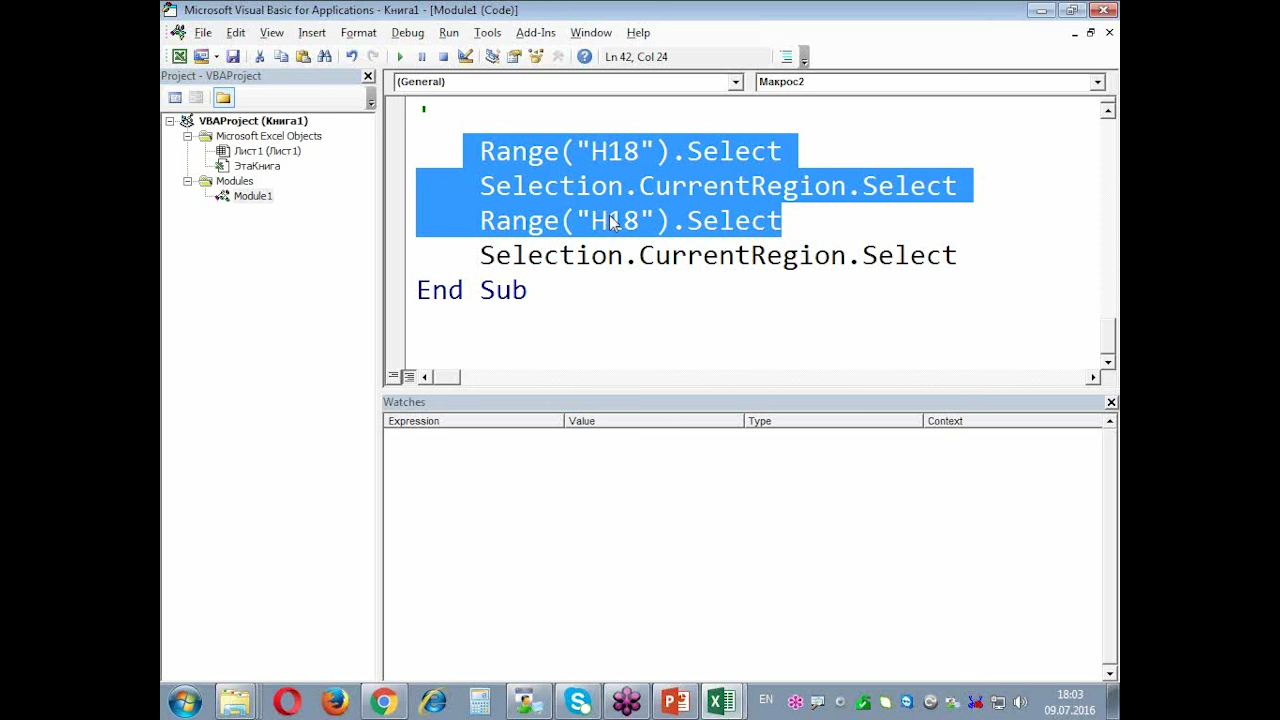 Microsoft Visual Basic for Applications - Книга1 - [Module1 (Code)]
File Edit View Insert Format Debug Run Tools Add-Ins Window Help
Ln 42, Col 24
Project - VBAProject
VBAProject (Книга1)
Microsoft Excel Objects
Лист1 (Лист1)
ЭтаКнига
Modules
Module1
(General) Макрос2
'
Range("H18").Select
Selection.CurrentRegion.Select
Range("H18").Select
Selection.CurrentRegion.Select
End Sub
Watches
Expression Value Type Context
EN
18:03
09.07.2016